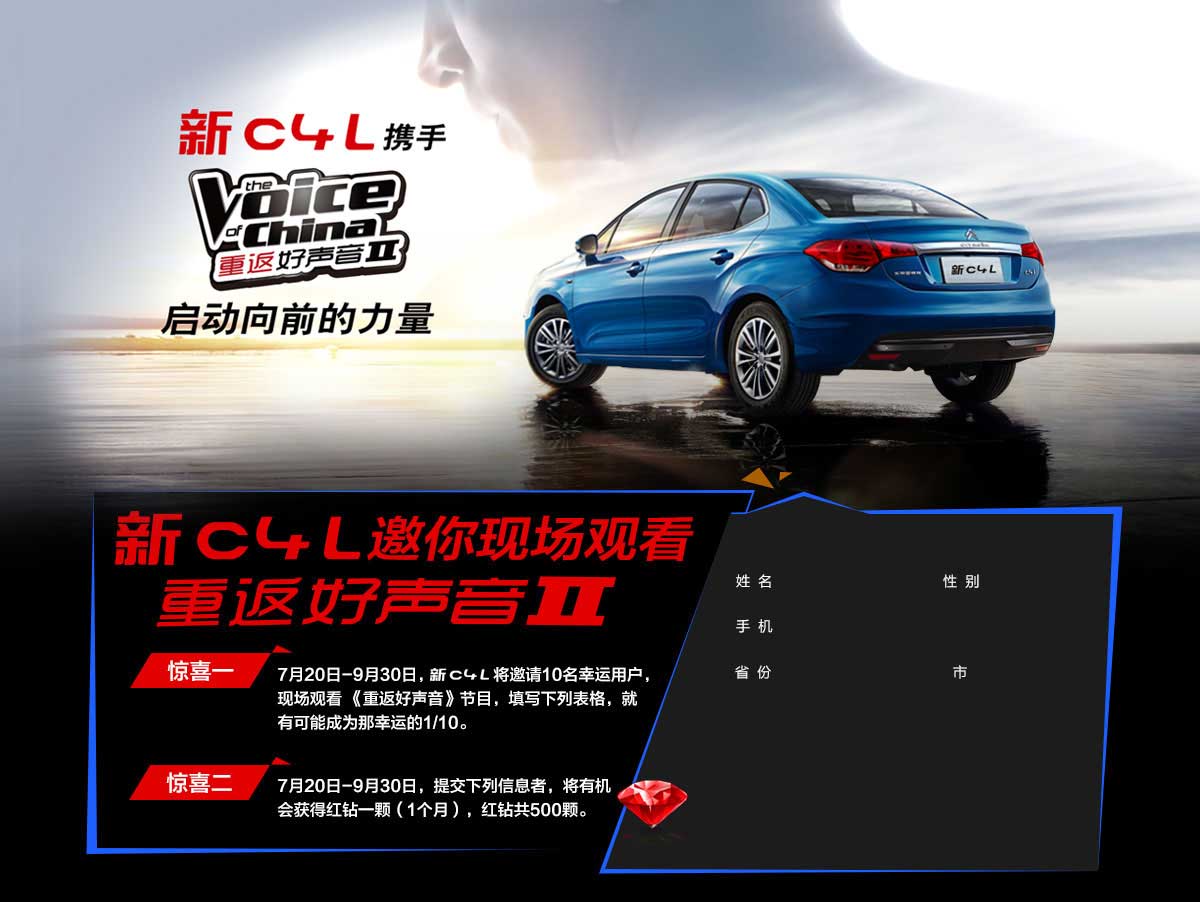 新 C4L 携手
the
Voice
of China
重返好声音II
启动向前的力量
新 C4L
新 C4L 邀你现场观看
重返好声音II
惊喜一
7月20日-9月30日，新 C4L 将邀请10名幸运用户，
现场观看《重返好声音》节目，填写下列表格，就
有可能成为那幸运的1/10。
惊喜二
7月20日-9月30日，提交下列信息者，将有机
会获得红钻一颗（1个月），红钻共500颗。
姓名 性别
手机
省份 市